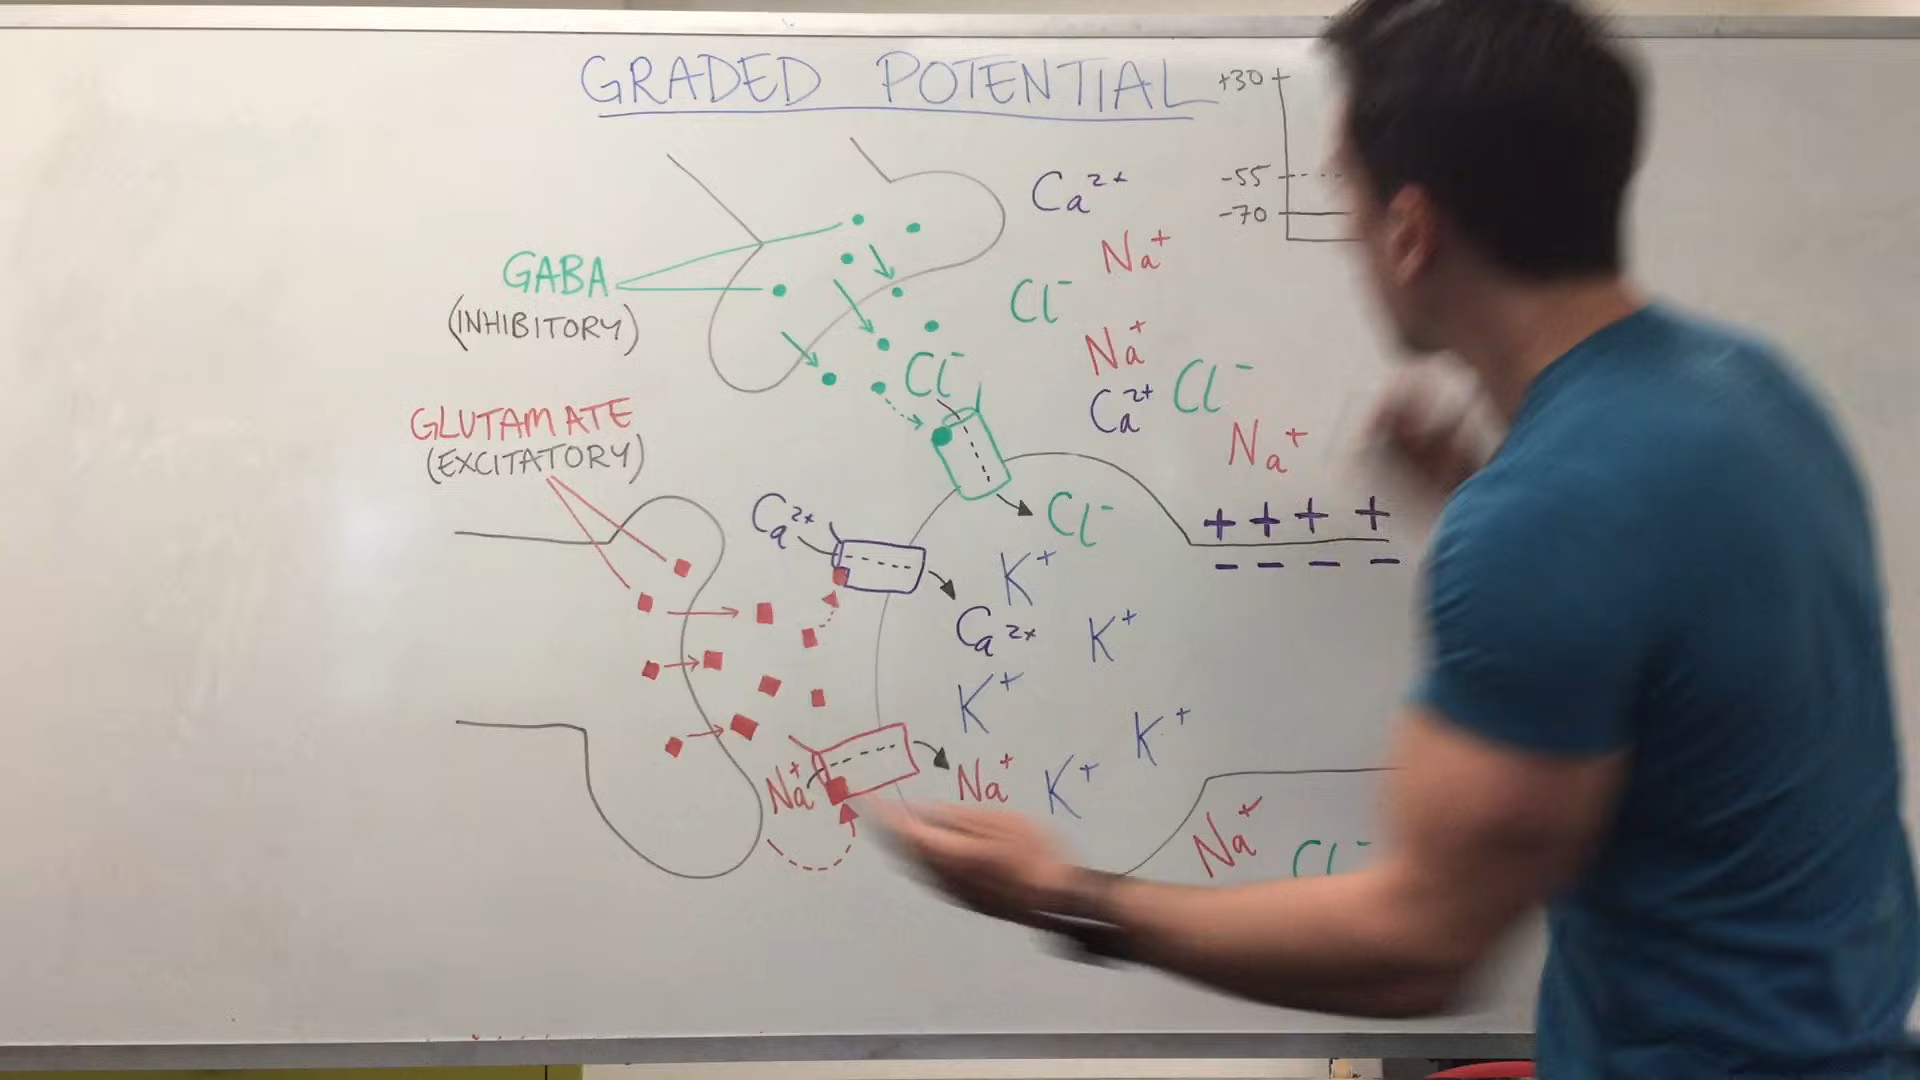 GRADED POTENTIAL
+30
-55
-70
Ca²⁺
Na⁺
GABA
(INHIBITORY)
Cl⁻
Na⁺
Cl⁻
Cl⁻
Ca²⁺
Na⁺
GLUTAMATE
(EXCITATORY)
Ca²⁺
Cl⁻
+ + + +
- - - -
K⁺
Ca²⁺
K⁺
K⁺
K⁺
Na⁺
Na⁺
K⁺
Na⁺
Cl⁻